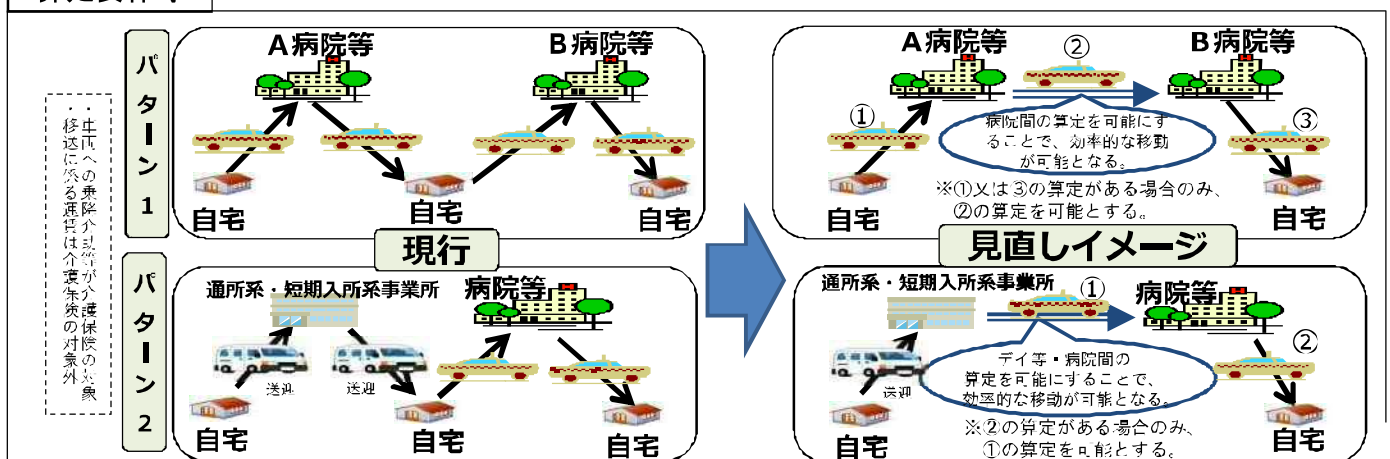 パターン1
・車両への乗降介助等が介護保険の対象
・移送に係る運賃は介護保険の対象外
A病院等
B病院等
自宅
自宅
自宅
現行
A病院等
②
B病院等
①
③
病院間の算定を可能にす
ることで、効率的な移動
が可能となる。
※①又は③の算定がある場合のみ、
②の算定を可能とする。
自宅
自宅
見直しイメージ
パターン2
通所系・短期入所系事業所
病院等
送迎
送迎
自宅
自宅
自宅
通所系・短期入所系事業所
①
病院等
②
送迎
デイ等・病院間の
算定を可能にすることで、
効率的な移動が可能となる。
※②の算定がある場合のみ、
①の算定を可能とする。
自宅
自宅